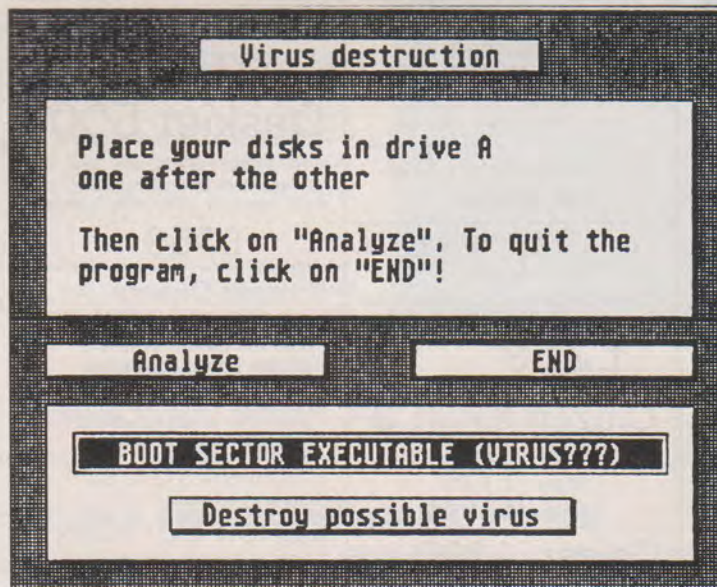 Virus destruction
Place your disks in drive A
one after the other
Then click on "Analyze". To quit the
program, click on "END"!
Analyze
END
BOOT SECTOR EXECUTABLE (VIRUS???)
Destroy possible virus